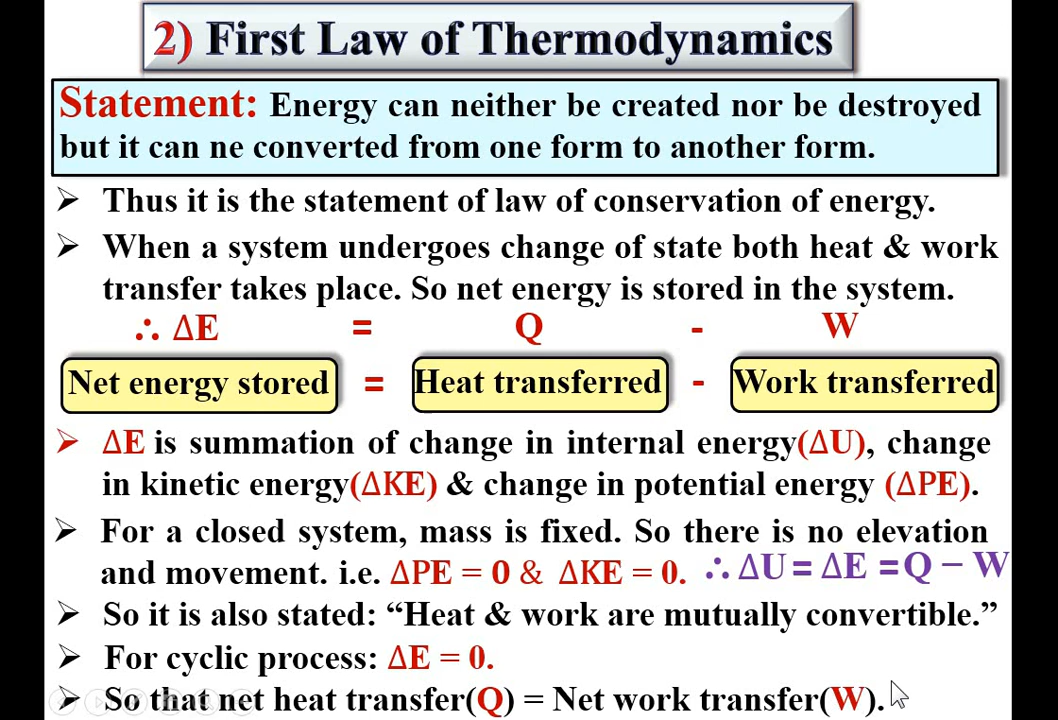 2) First Law of Thermodynamics
Statement: Energy can neither be created nor be destroyed
but it can ne converted from one form to another form.
➢ Thus it is the statement of law of conservation of energy.
➢ When a system undergoes change of state both heat & work
transfer takes place. So net energy is stored in the system.
∴ ΔE = Q - W
Net energy stored = Heat transferred - Work transferred
➢ ΔE is summation of change in internal energy(ΔU), change
in kinetic energy(ΔKE) & change in potential energy (ΔPE).
➢ For a closed system, mass is fixed. So there is no elevation
and movement. i.e. ΔPE = 0 & ΔKE = 0. ∴ ΔU = ΔE = Q − W
➢ So it is also stated: “Heat & work are mutually convertible.”
➢ For cyclic process: ΔE = 0.
➢ So that net heat transfer(Q) = Net work transfer(W).